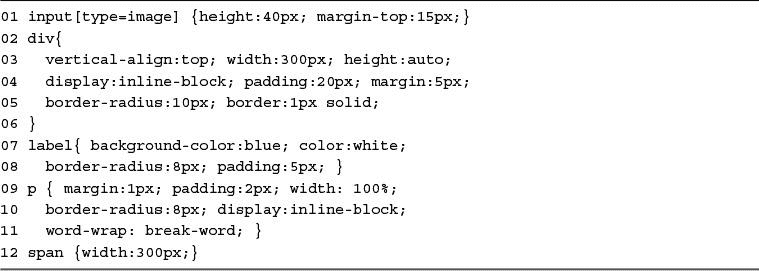 01 input[type=image] {height:40px; margin-top:15px;}
02 div{
03   vertical-align:top; width:300px; height:auto;
04   display:inline-block; padding:20px; margin:5px;
05   border-radius:10px; border:1px solid;
06 }
07 label{ background-color:blue; color:white;
08   border-radius:8px; padding:5px; }
09 p { margin:1px; padding:2px; width: 100%;
10   border-radius:8px; display:inline-block;
11   word-wrap: break-word; }
12 span {width:300px;}